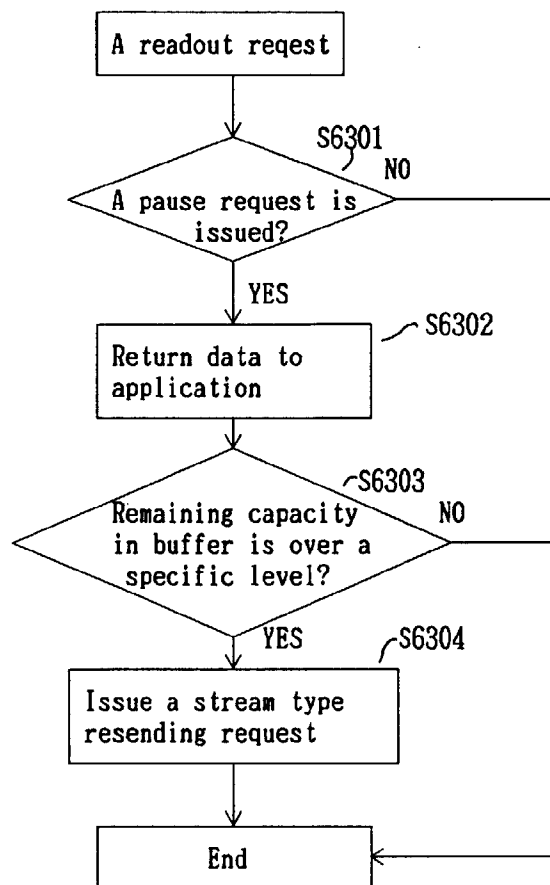 A readout reqest
S6301
NO
A pause request is
issued?
YES
S6302
Return data to
application
S6303
NO
Remaining capacity
in buffer is over a
specific level?
YES
S6304
Issue a stream type
resending request
End